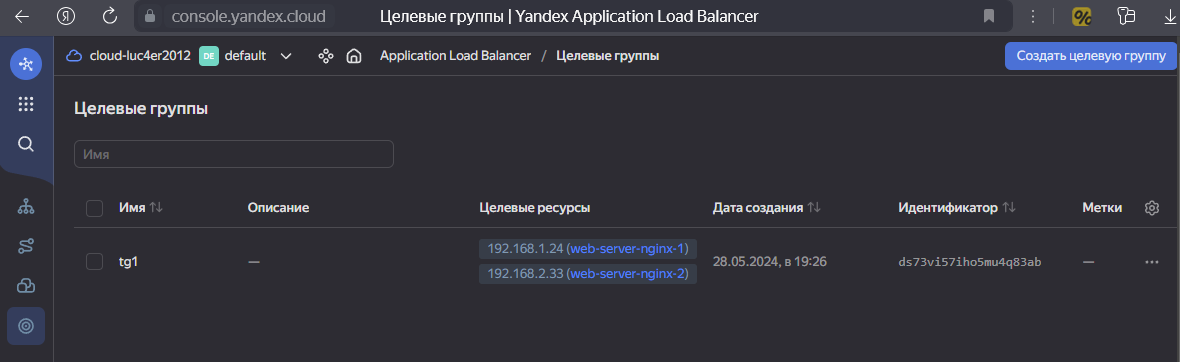 console.yandex.cloud Целевые группы | Yandex Application Load Balancer
cloud-luc4er2012 DE default Application Load Balancer / Целевые группы Создать целевую группу
Целевые группы
Имя
Имя Описание Целевые ресурсы Дата создания Идентификатор Метки
192.168.1.24 (web-server-nginx-1)
tg1 — 28.05.2024, в 19:26 ds73vi57iho5mu4q83ab —
192.168.2.33 (web-server-nginx-2)